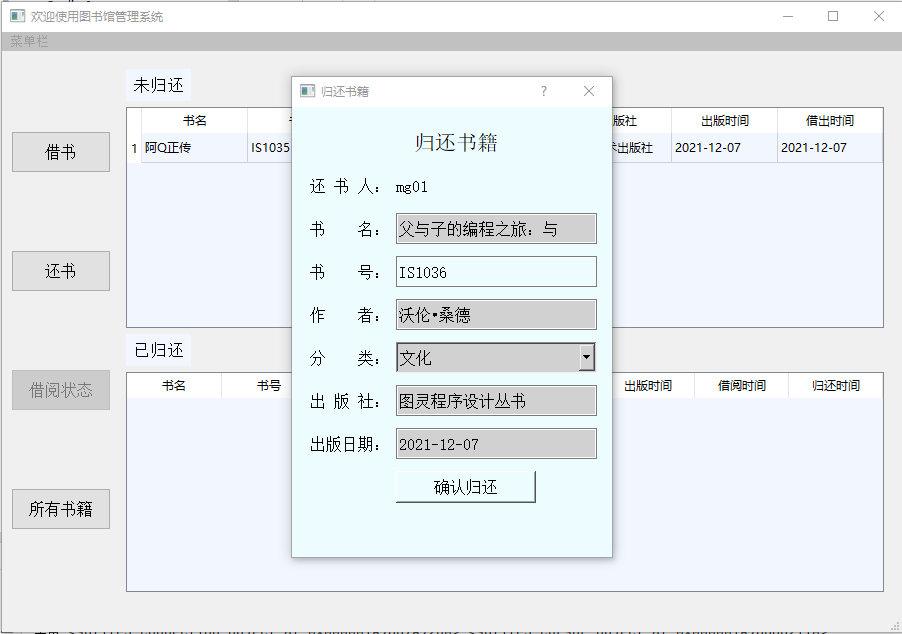 欢迎使用图书馆管理系统
菜单栏
未归还
书名 版社 出版时间 借出时间
1 阿Q正传 IS1035 出版社 2021-12-07 2021-12-07
借书
还书
借阅状态
所有书籍
已归还
书名 书号 出版时间 借阅时间 归还时间
归还书籍 ?
归还书籍
还书人： mg01
书名： 父与子的编程之旅：与
书号： IS1036
作者： 沃伦•桑德
分类： 文化
出版社： 图灵程序设计丛书
出版日期： 2021-12-07
确认归还